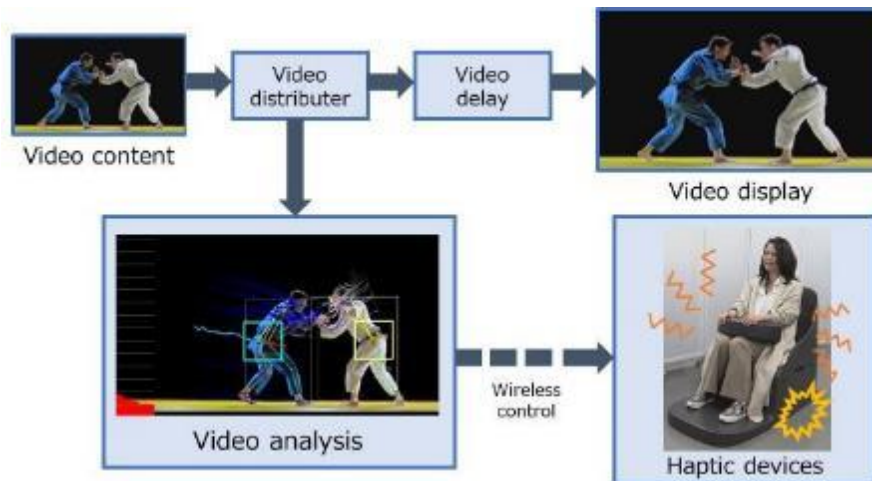 Video content
Video
distributer
Video
delay
Video display
Video analysis
Wireless
control
Haptic devices